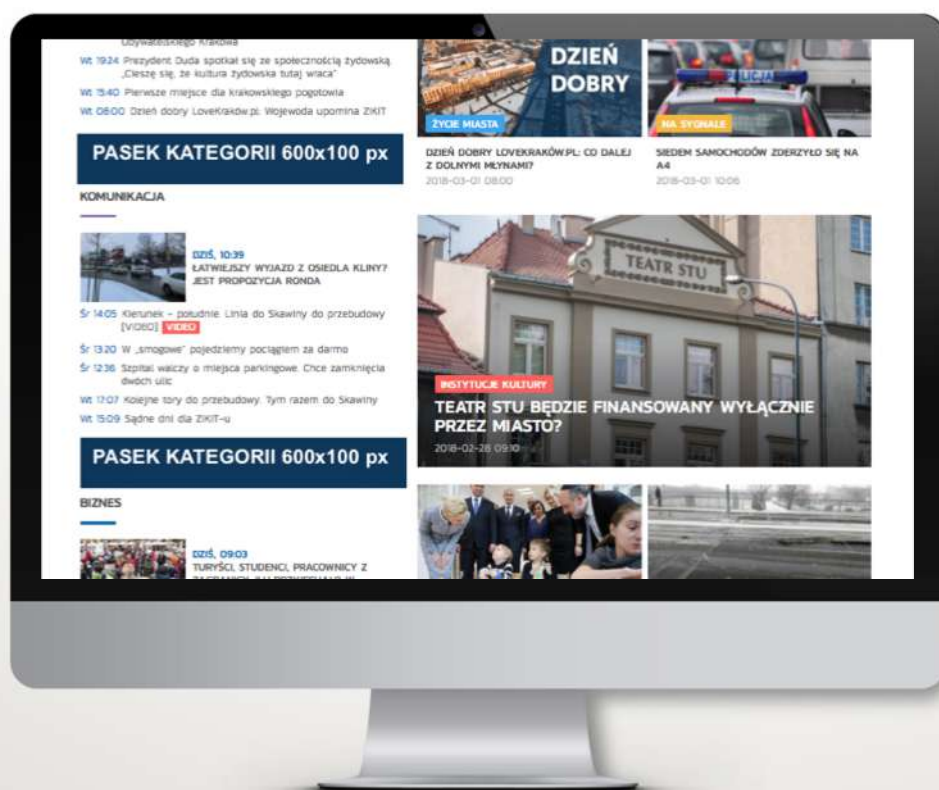 Obywatelskiego Krakowa
Wt 19:24 Prezydent Duda spotkał się ze społecznością żydowską.
„Cieszę się, że kultura żydowska tutaj wraca"
Wt 15:40 Pierwsze miejsce dla krakowskiego pogotowia
Wt 08:00 Dzień dobry LoveKraków.pl: Wojewoda upomina ZIKIT
PASEK KATEGORII 600x100 px
KOMUNIKACJA
DZIŚ, 10:39
ŁATWIEJSZY WYJAZD Z OSIEDLA KLINY?
JEST PROPOZYCJA RONDA
Śr 14:05 Kierunek – południe. Linia do Skawiny do przebudowy
[VIDEO] VIDEO
Śr 13:20 W „smogowe" pojedziemy pociągiem za darmo
Śr 12:36 Szpital walczy o miejsca parkingowe. Chce zamknięcia
dwóch ulic
Wt 17:07 Kolejne tory do przebudowy. Tym razem do Skawiny
Wt 15:09 Sądne dni dla ZIKIT-u
PASEK KATEGORII 600x100 px
BIZNES
DZIŚ, 09:03
TURYŚCI, STUDENCI, PRACOWNICY Z
DZIEŃ
DOBRY
ŻYCIE MIASTA
DZIEŃ DOBRY LOVEKRAKÓW.PL: CO DALEJ
Z DOLNYMI MŁYNAMI?
2018-03-01 08:00
POLICJA
NA SYGNALE
SIEDEM SAMOCHODÓW ZDERZYŁO SIĘ NA
A4
2018-03-01 10:06
TEATR STU
INSTYTUCJE KULTURY
TEATR STU BĘDZIE FINANSOWANY WYŁĄCZNIE
PRZEZ MIASTO?
2018-02-28 09:10